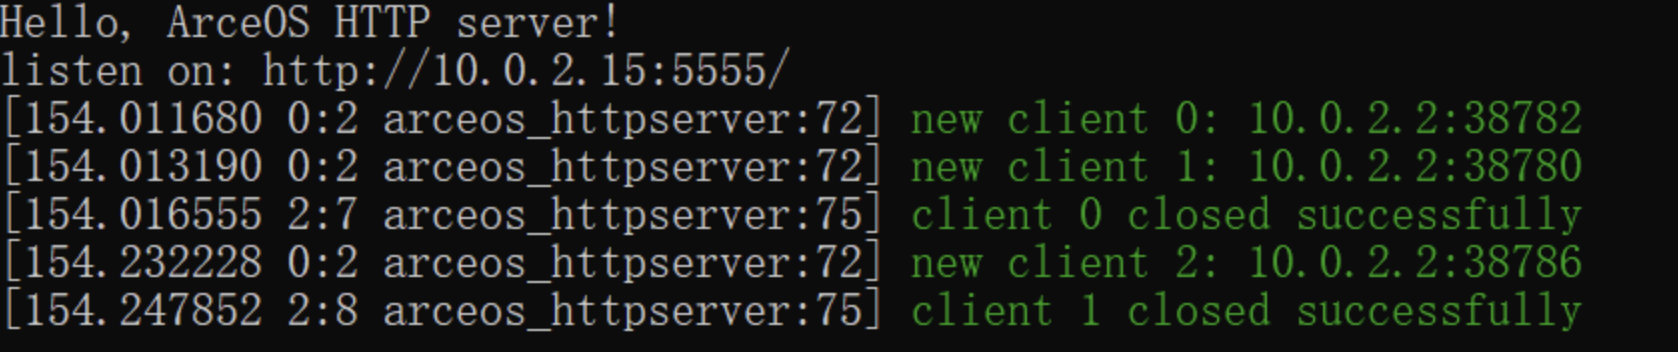 Hello, ArceOS HTTP server!
listen on: http://10.0.2.15:5555/
[154.011680 0:2 arceos_httpserver:72] new client 0: 10.0.2.2:38782
[154.013190 0:2 arceos_httpserver:72] new client 1: 10.0.2.2:38780
[154.016555 2:7 arceos_httpserver:75] client 0 closed successfully
[154.232228 0:2 arceos_httpserver:72] new client 2: 10.0.2.2:38786
[154.247852 2:8 arceos_httpserver:75] client 1 closed successfully